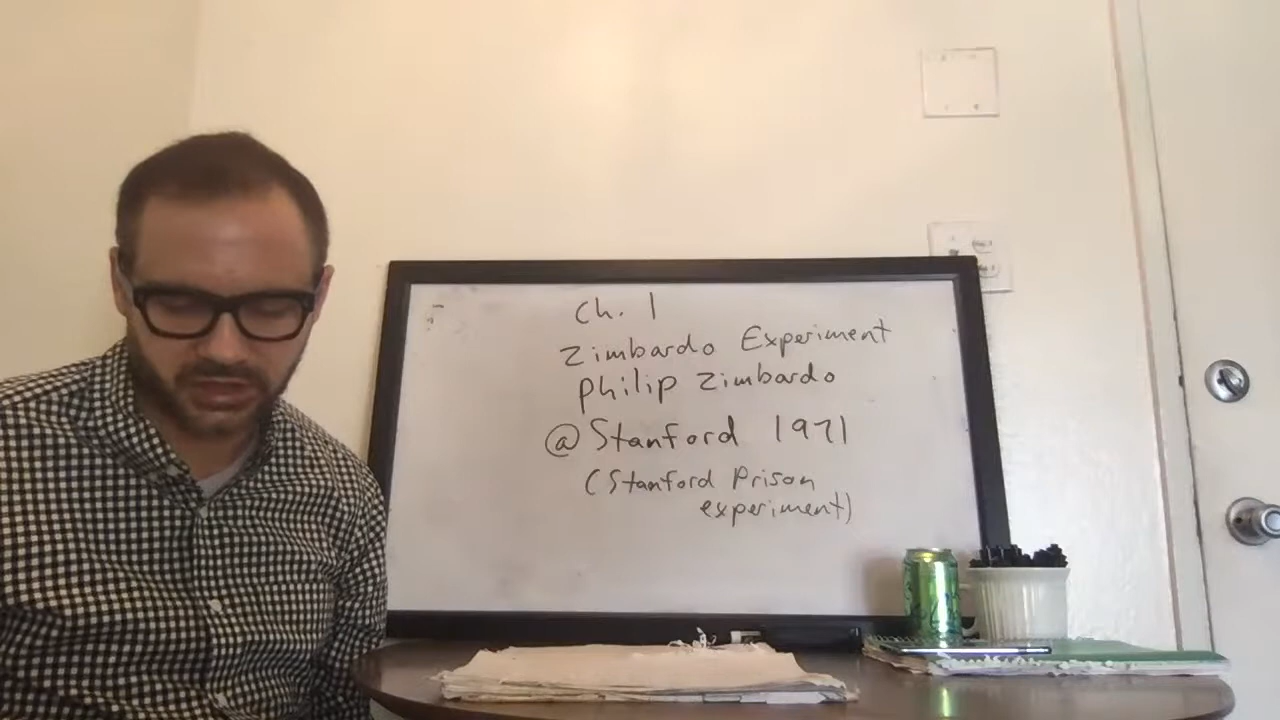 Ch. 1
Zimbardo Experiment
Philip Zimbardo
@ Stanford 1971
(Stanford Prison
experiment)